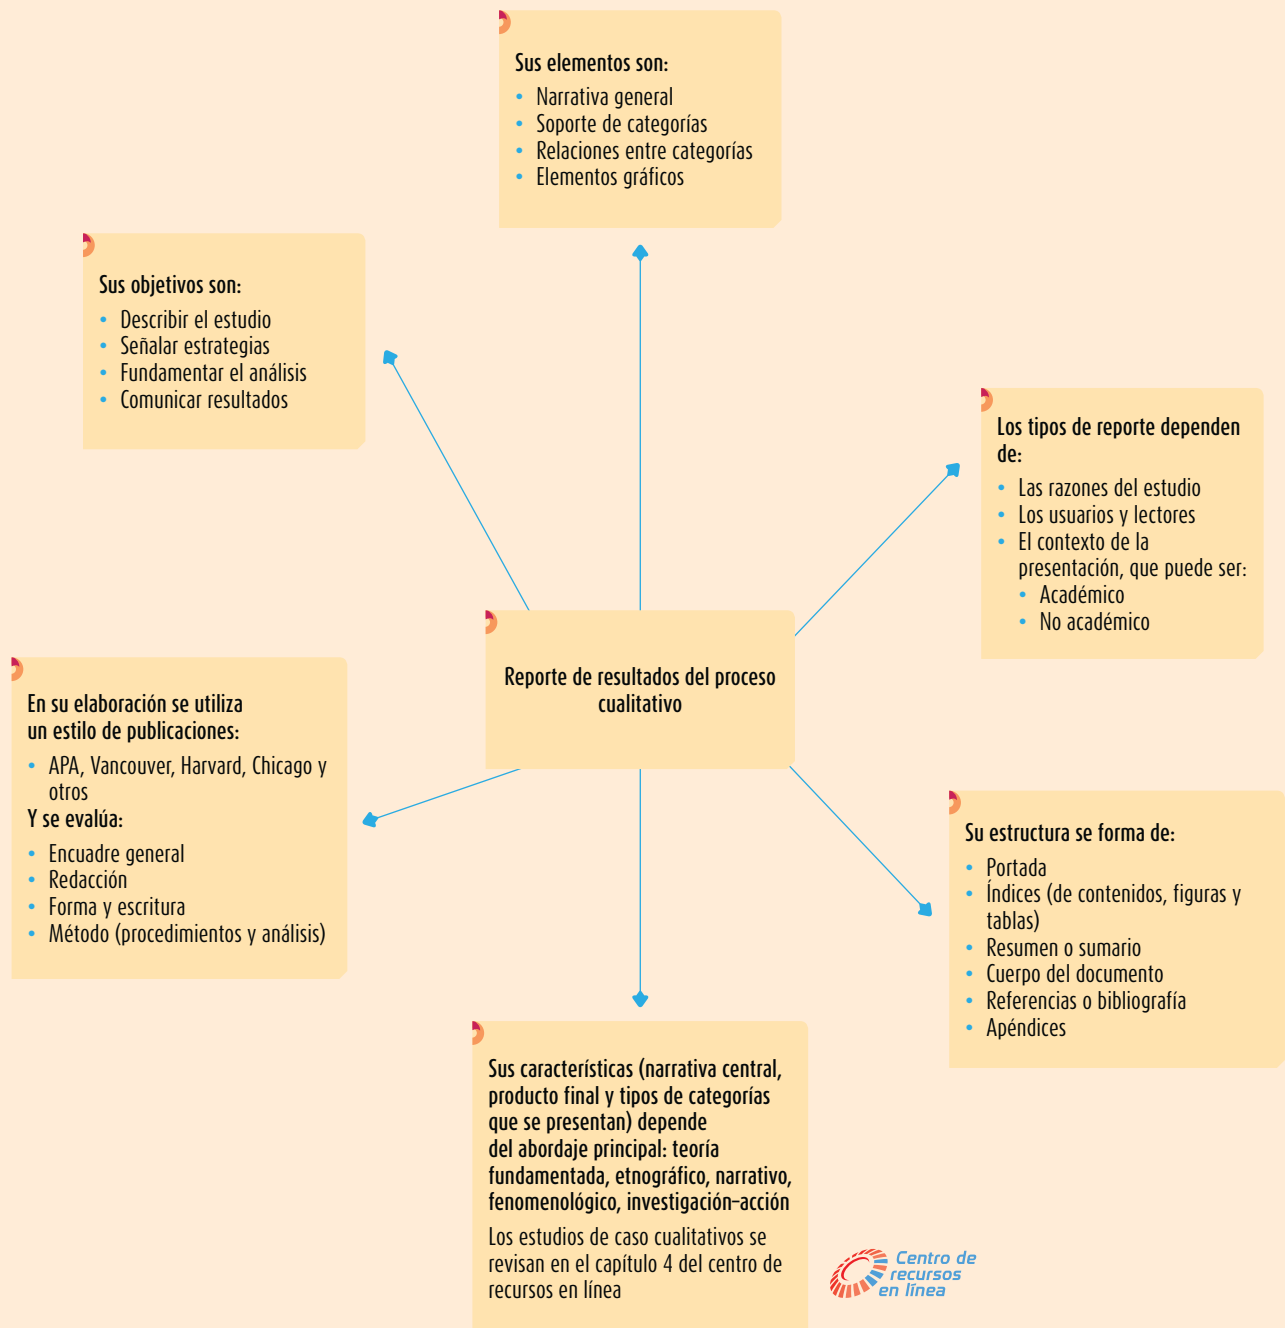 Sus elementos son:
• Narrativa general
• Soporte de categorías
• Relaciones entre categorías
• Elementos gráficos
Sus objetivos son:
• Describir el estudio
• Señalar estrategias
• Fundamentar el análisis
• Comunicar resultados
Los tipos de reporte dependen
de:
• Las razones del estudio
• Los usuarios y lectores
• El contexto de la
presentación, que puede ser:
• Académico
• No académico
Reporte de resultados del proceso
cualitativo
En su elaboración se utiliza
un estilo de publicaciones:
• APA, Vancouver, Harvard, Chicago y
otros
Y se evalúa:
• Encuadre general
• Redacción
• Forma y escritura
• Método (procedimientos y análisis)
Su estructura se forma de:
• Portada
• Índices (de contenidos, figuras y
tablas)
• Resumen o sumario
• Cuerpo del documento
• Referencias o bibliografía
• Apéndices
Sus características (narrativa central,
producto final y tipos de categorías
que se presentan) depende
del abordaje principal: teoría
fundamentada, etnográfico, narrativo,
fenomenológico, investigación-acción
Los estudios de caso cualitativos se
revisan en el capítulo 4 del centro de
recursos en línea
Centro de
recursos
en línea